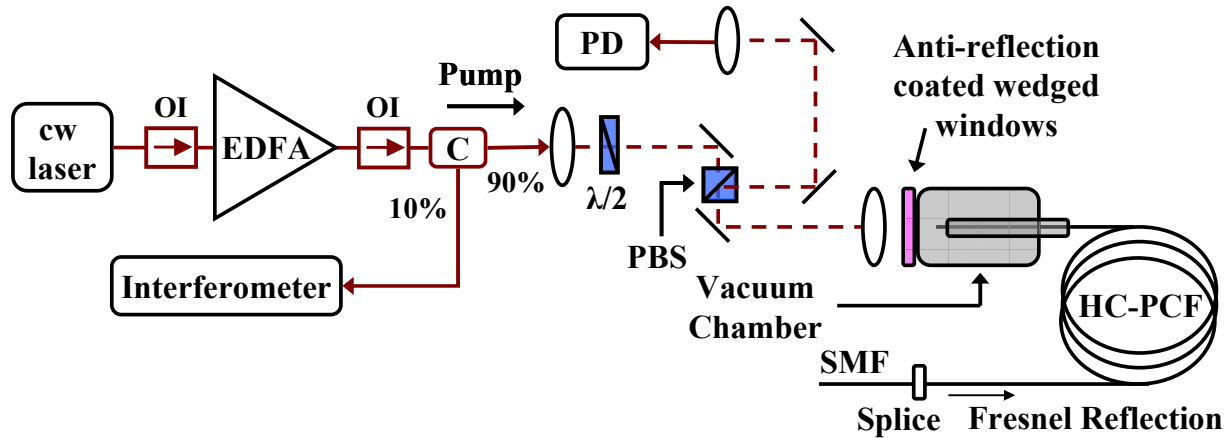 PD
Anti-reflection
coated wedged
windows
Pump
OI
OI
cw
laser
EDFA
C
90%
λ/2
10%
PBS
Interferometer
Vacuum
Chamber
HC-PCF
SMF
Splice
Fresnel Reflection